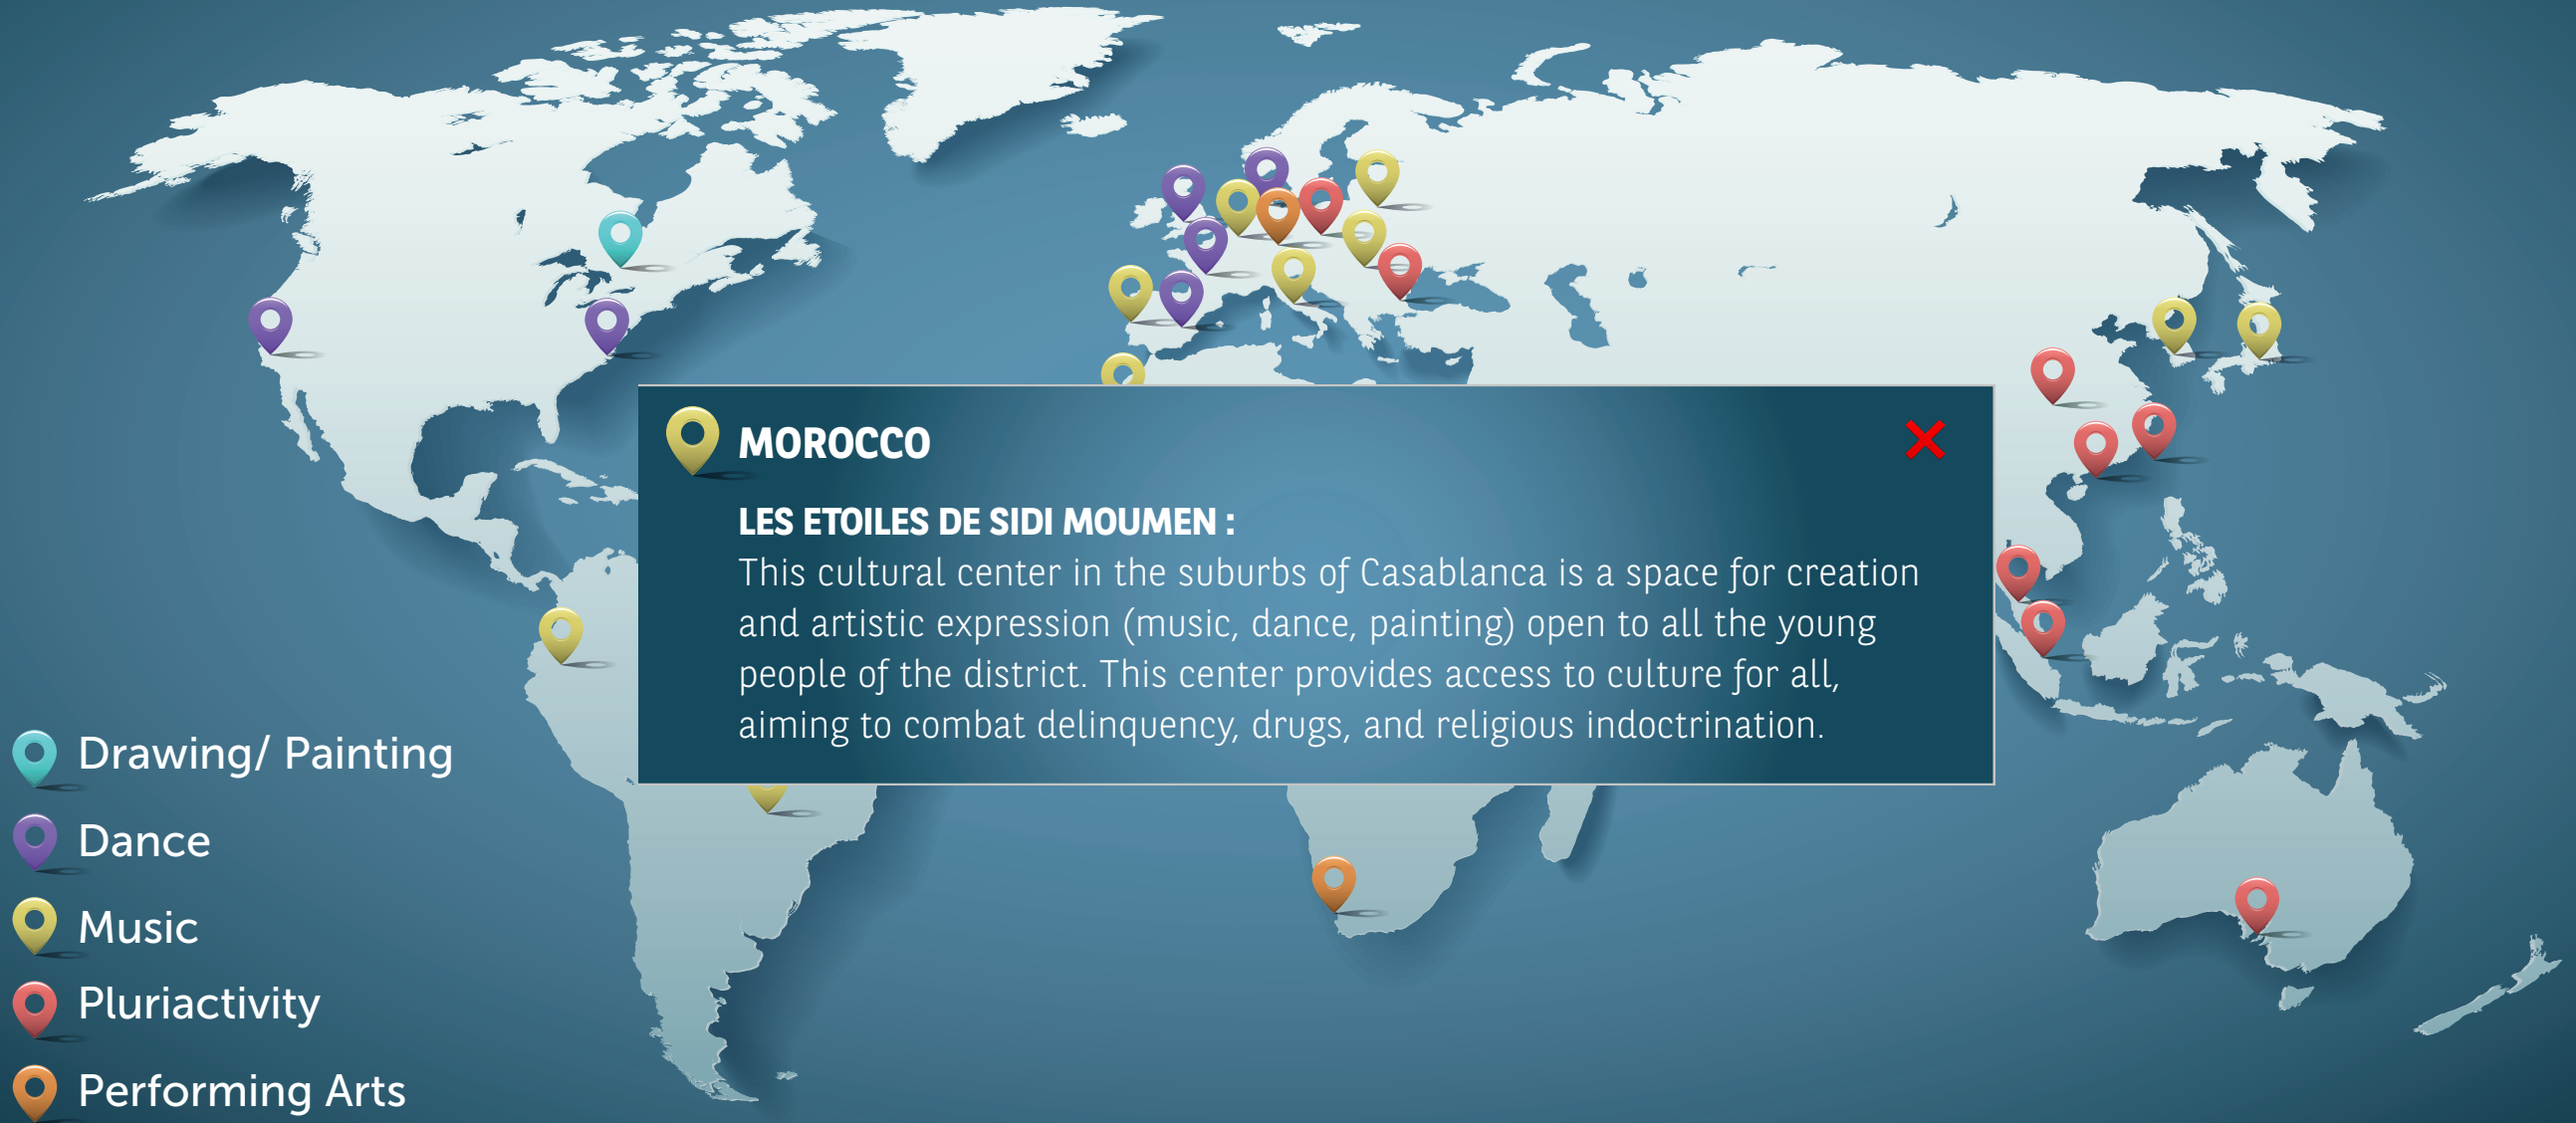 MOROCCO
LES ETOILES DE SIDI MOUMEN :
This cultural center in the suburbs of Casablanca is a space for creation
and artistic expression (music, dance, painting) open to all the young
people of the district. This center provides access to culture for all,
aiming to combat delinquency, drugs, and religious indoctrination.
Drawing/ Painting
Dance
Music
Pluriactivity
Performing Arts